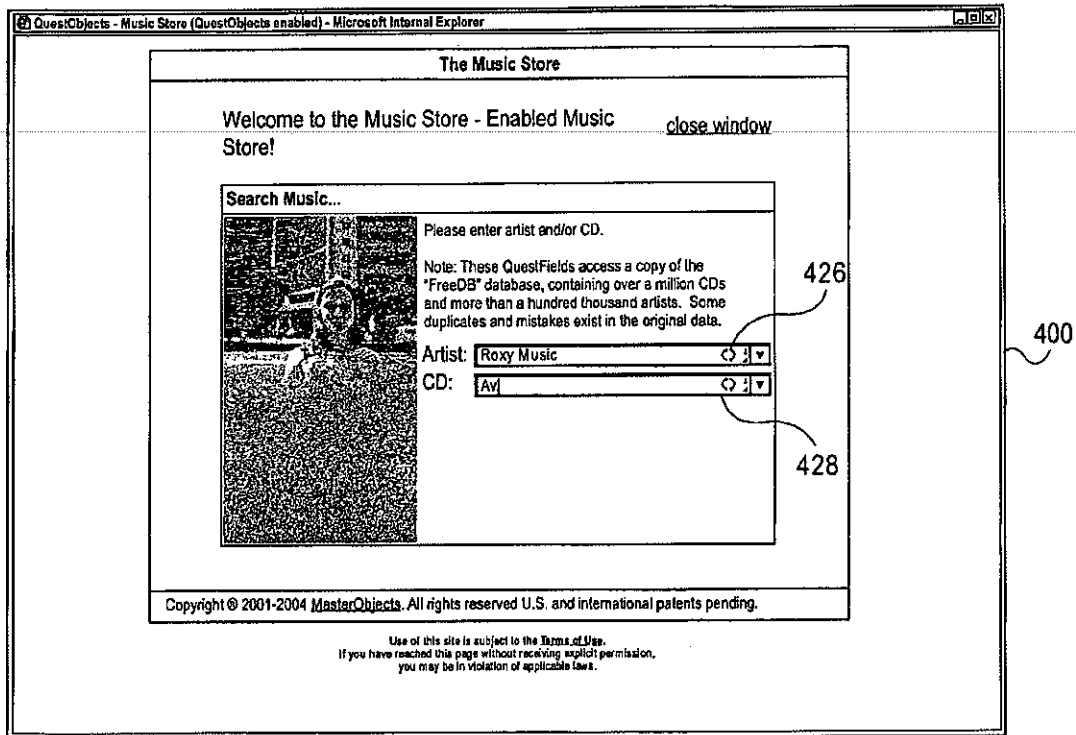 QuestObjects - Music Store (QuestObjects enabled) - Microsoft Internal Explorer
The Music Store
Welcome to the Music Store - Enabled Music
Store!
close window
Search Music...
Please enter artist and/or CD.
Note: These QuestFields access a copy of the
"FreeDB" database, containing over a million CDs
and more than a hundred thousand artists. Some
duplicates and mistakes exist in the original data.
426
Artist: Roxy Music
400
CD: Av
428
Copyright © 2001-2004 MasterObjects. All rights reserved U.S. and international patents pending.
Use of this site is subject to the Terms of Use.
If you have reached this page without receiving explicit permission,
you may be in violation of applicable laws.